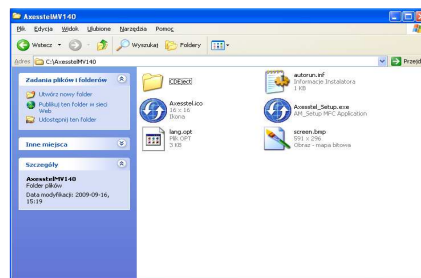 AxesstelMV140
Plik Edycja Widok Ulubione Narzędzia Pomoc
Wstecz Wyszukaj Foldery
Adres C:\AxesstelMV140 Przejdź
Zadania plików i folderów
Utwórz nowy folder
Publikuj ten folder w sieci Web
Udostępnij ten folder
Inne miejsca
Szczegóły
AxesstelMV140
Folder plików
Data modyfikacji: 2009-09-16,
15:19
CDEject
autorun.inf
Informacje Instalatora
1 KB
Axesstel.ico
16 x 16
Ikona
Axesstel_Setup.exe
AM_Setup MFC Application
lang.opt
Plik OPT
3 KB
screen.bmp
591 x 296
Obraz - mapa bitowa